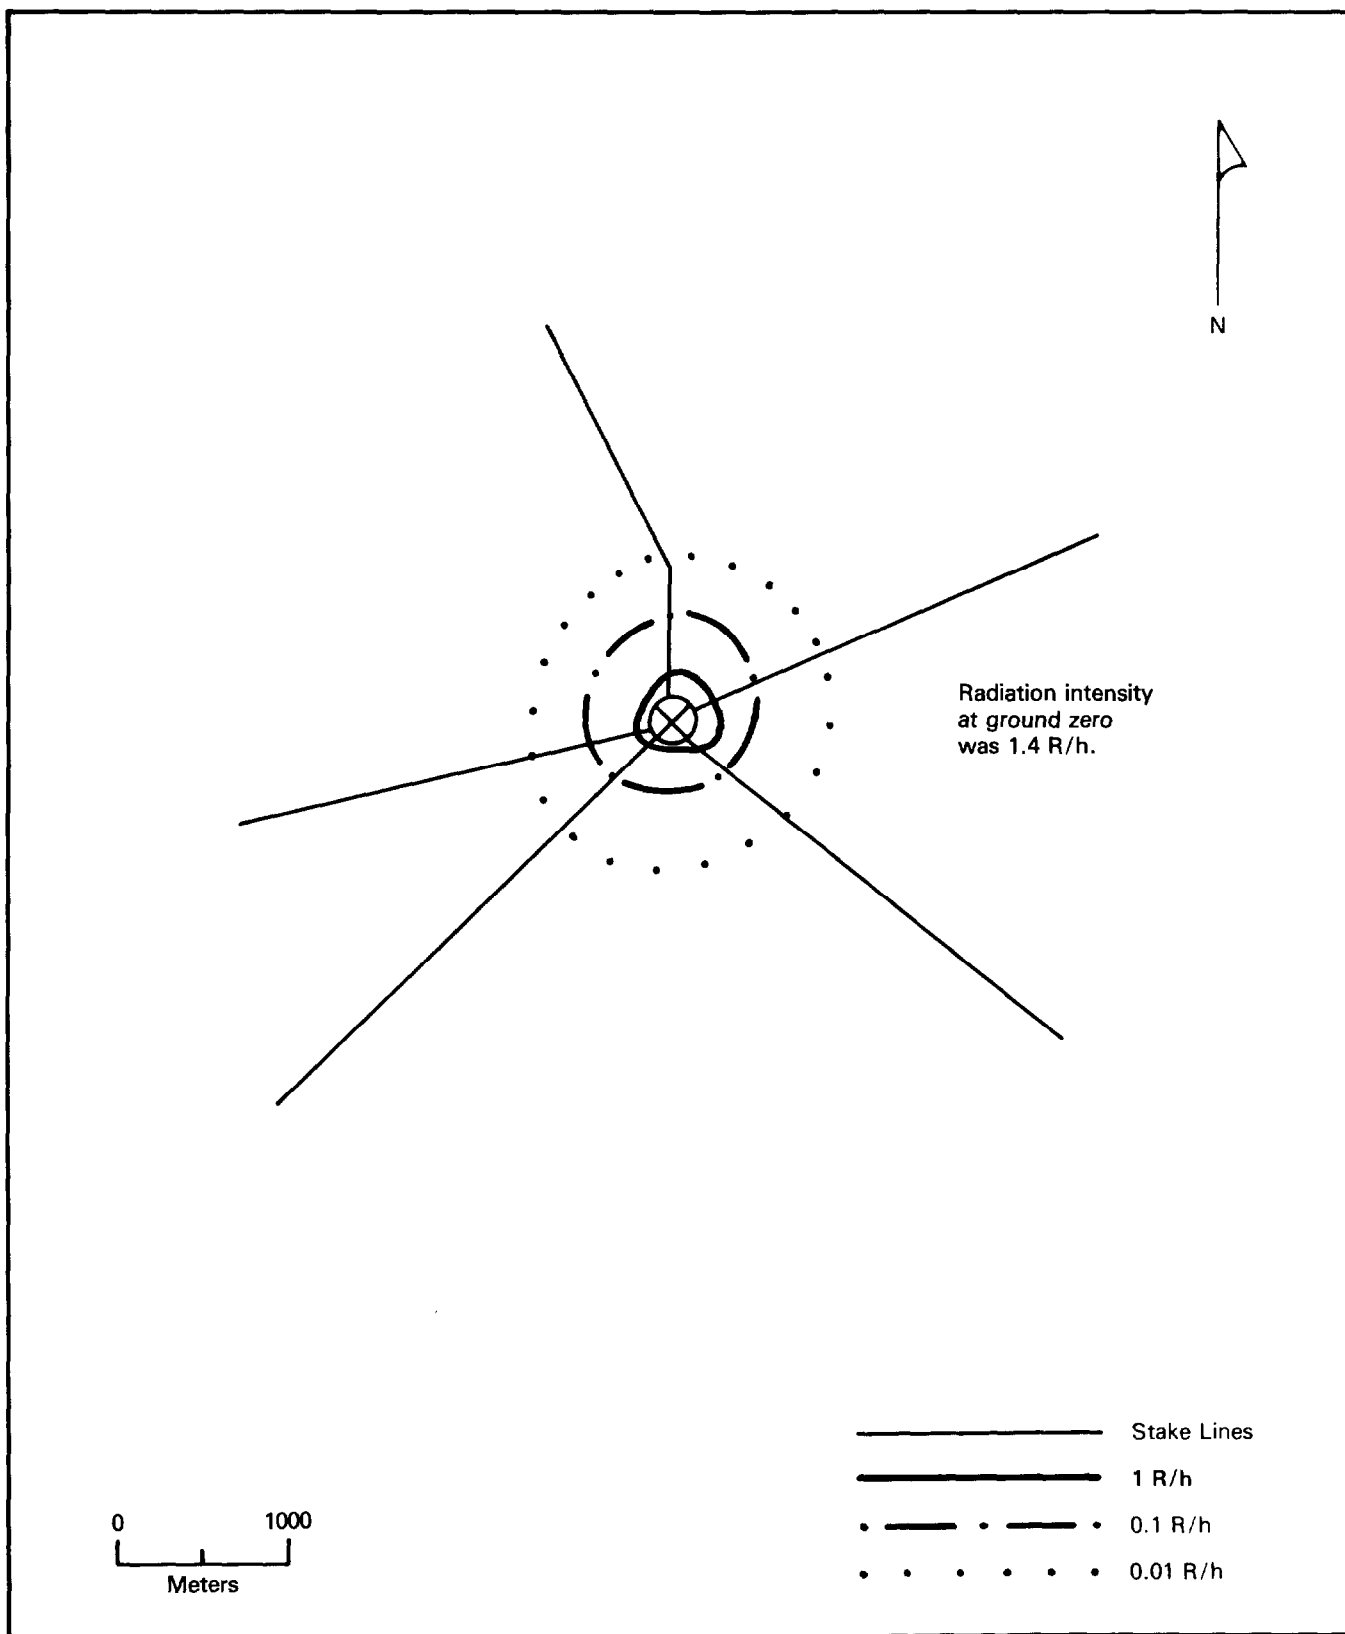 N
Radiation intensity
at ground zero
was 1.4 R/h.
Stake Lines
1 R/h
0.1 R/h
0.01 R/h
0 1000
Meters